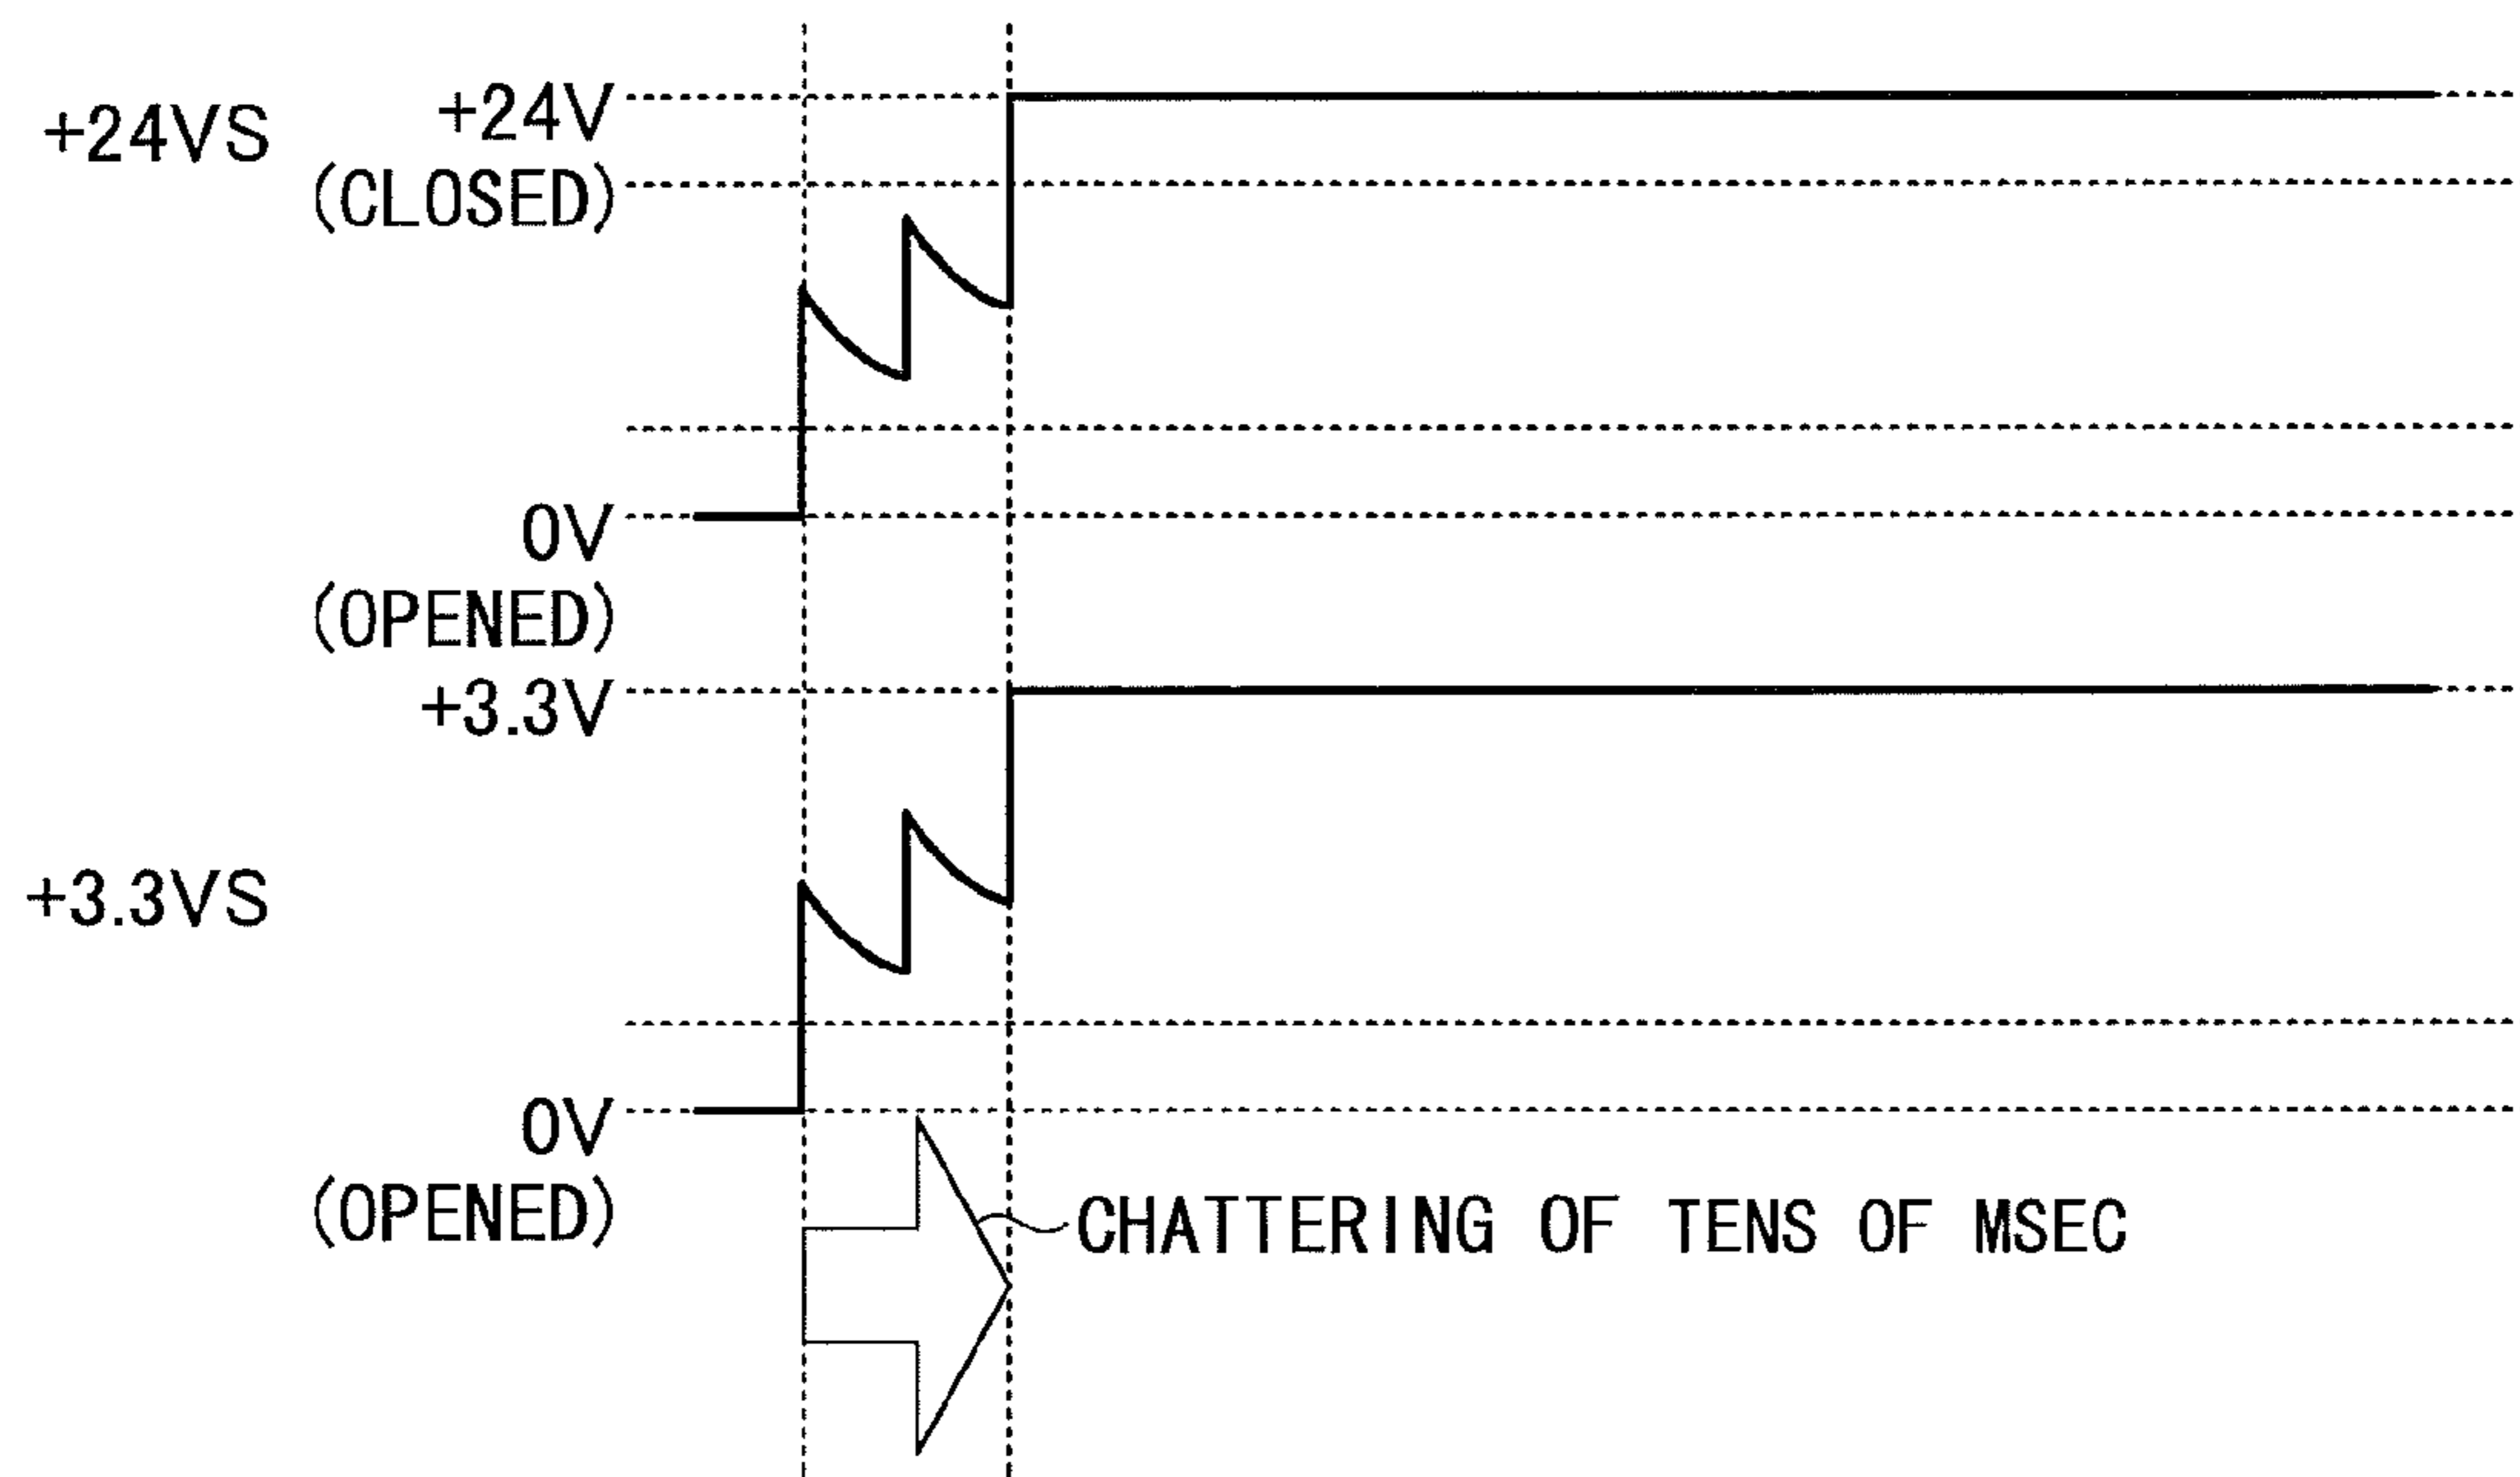 +24VS
+24V
(CLOSED)
0V
(OPENED)
+3.3V
+3.3VS
0V
(OPENED)
CHATTERING OF TENS OF MSEC